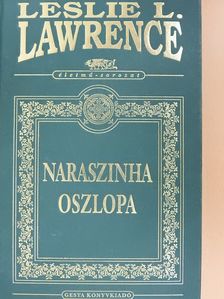 LESLIE L.
LAWRENCE
életmű-sorozat
NARASZINHA
OSZLOPA
GESTA KÖNYVKIADÓ